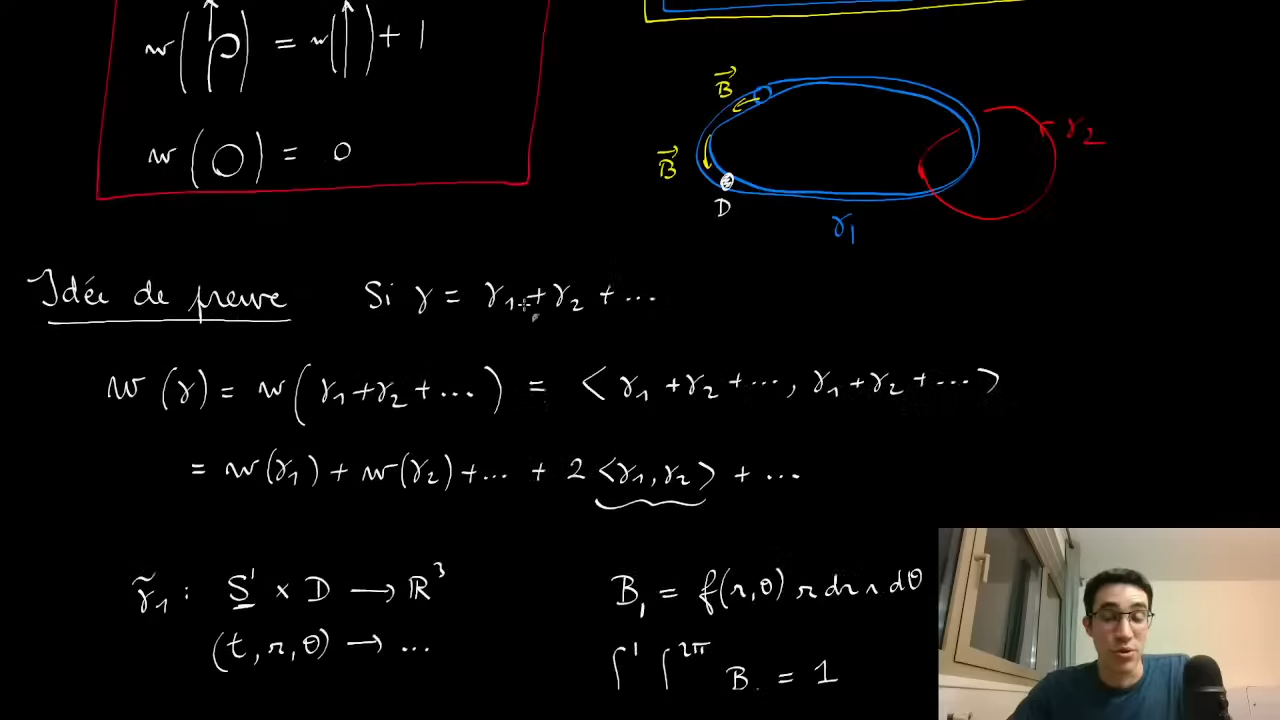 w(ρ) = w(↑) + 1
w(O) = 0
B⃗
B⃗
D
γ1
γ2
Idée de preuve Si γ = γ1 + γ2 + ...
w(γ) = w(γ1+γ2+...) = <γ1+γ2+..., γ1+γ2+...>
= w(γ1) + w(γ2) + ... + 2 <γ1,γ2> + ...
γ̃1 : S¹ × D → ℝ³
(t,r,θ) → ...
B1 = f(r,θ) r dr ∧ dθ
∫¹ ∫²π B = 1